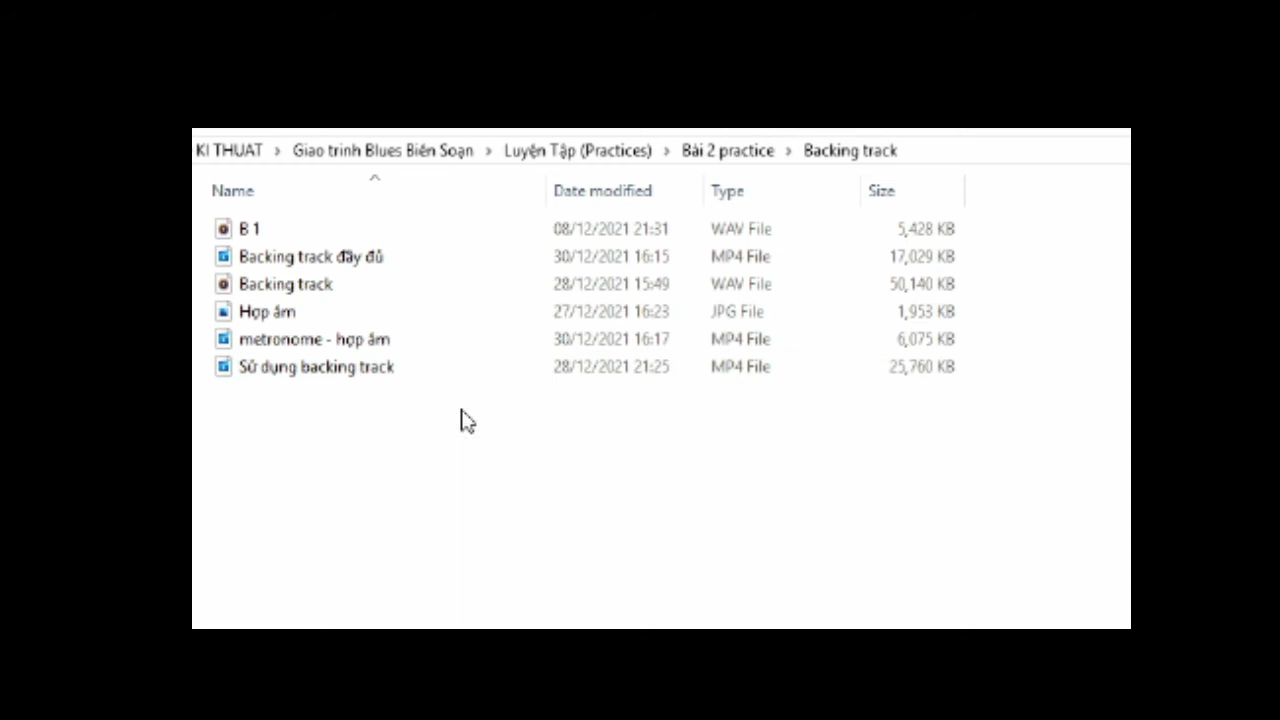 KI THUAT > Giao trinh Blues Biên Soạn > Luyện Tập (Practices) > Bài 2 practice > Backing track
Name Date modified Type Size
B 1 08/12/2021 21:31 WAV File 5,428 KB
Backing track đầy đủ 30/12/2021 16:15 MP4 File 17,029 KB
Backing track 28/12/2021 15:49 WAV File 50,140 KB
Hợp âm 27/12/2021 16:23 JPG File 1,953 KB
metronome - hợp âm 30/12/2021 16:17 MP4 File 6,075 KB
Sử dụng backing track 28/12/2021 21:25 MP4 File 25,760 KB